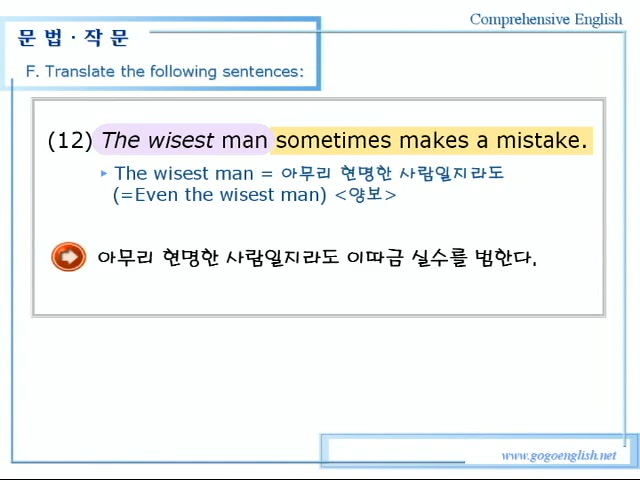 Comprehensive English
문 법 · 작 문
F. Translate the following sentences:
(12) The wisest man sometimes makes a mistake.
▸ The wisest man = 아무리 현명한 사람일지라도
(=Even the wisest man) <양보>
아무리 현명한 사람일지라도 이따금 실수를 범한다.
www.gogoenglish.net